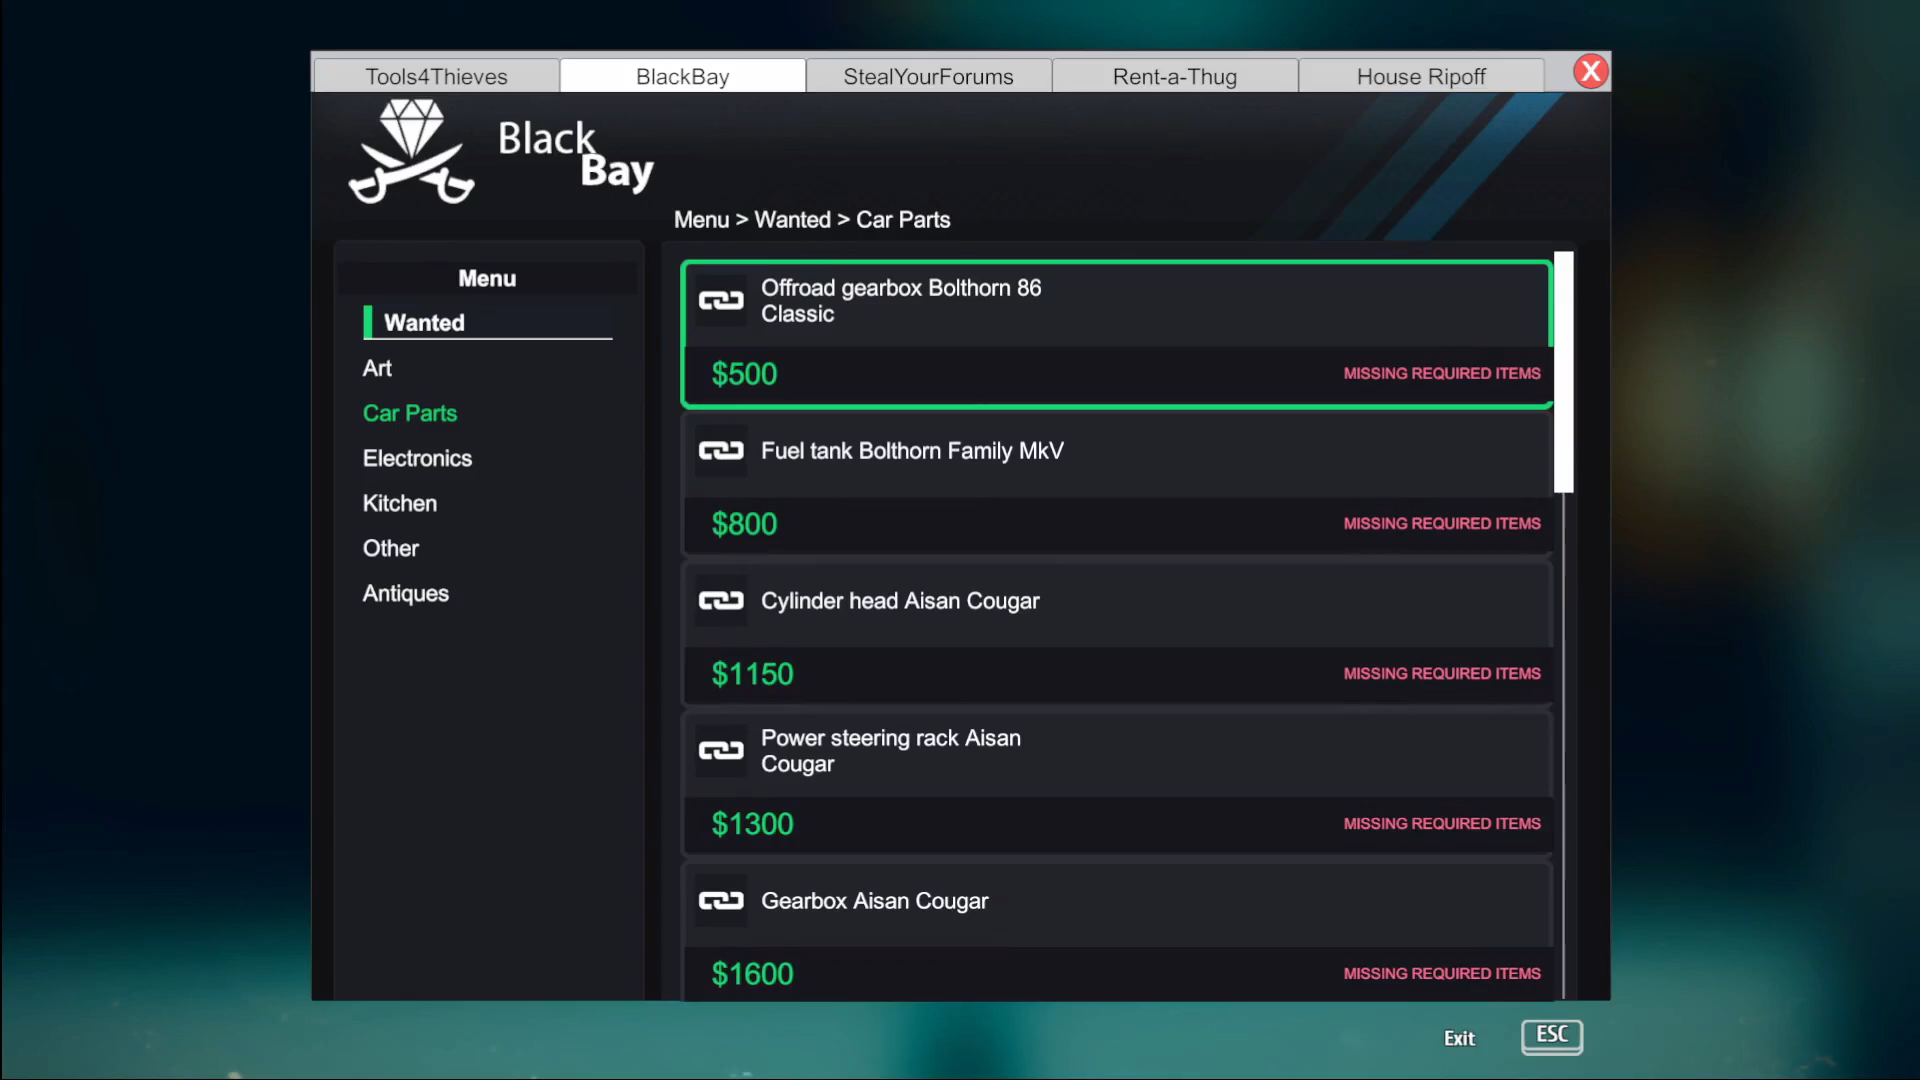 Tools4Thieves
BlackBay
StealYourForums
Rent-a-Thug
House Ripoff
X
Black
Bay
Menu > Wanted > Car Parts
Menu
Wanted
Art
Car Parts
Electronics
Kitchen
Other
Antiques
Offroad gearbox Bolthorn 86
Classic
$500
MISSING REQUIRED ITEMS
Fuel tank Bolthorn Family MkV
$800
MISSING REQUIRED ITEMS
Cylinder head Aisan Cougar
$1150
MISSING REQUIRED ITEMS
Power steering rack Aisan
Cougar
$1300
MISSING REQUIRED ITEMS
Gearbox Aisan Cougar
$1600
MISSING REQUIRED ITEMS
Exit
ESC